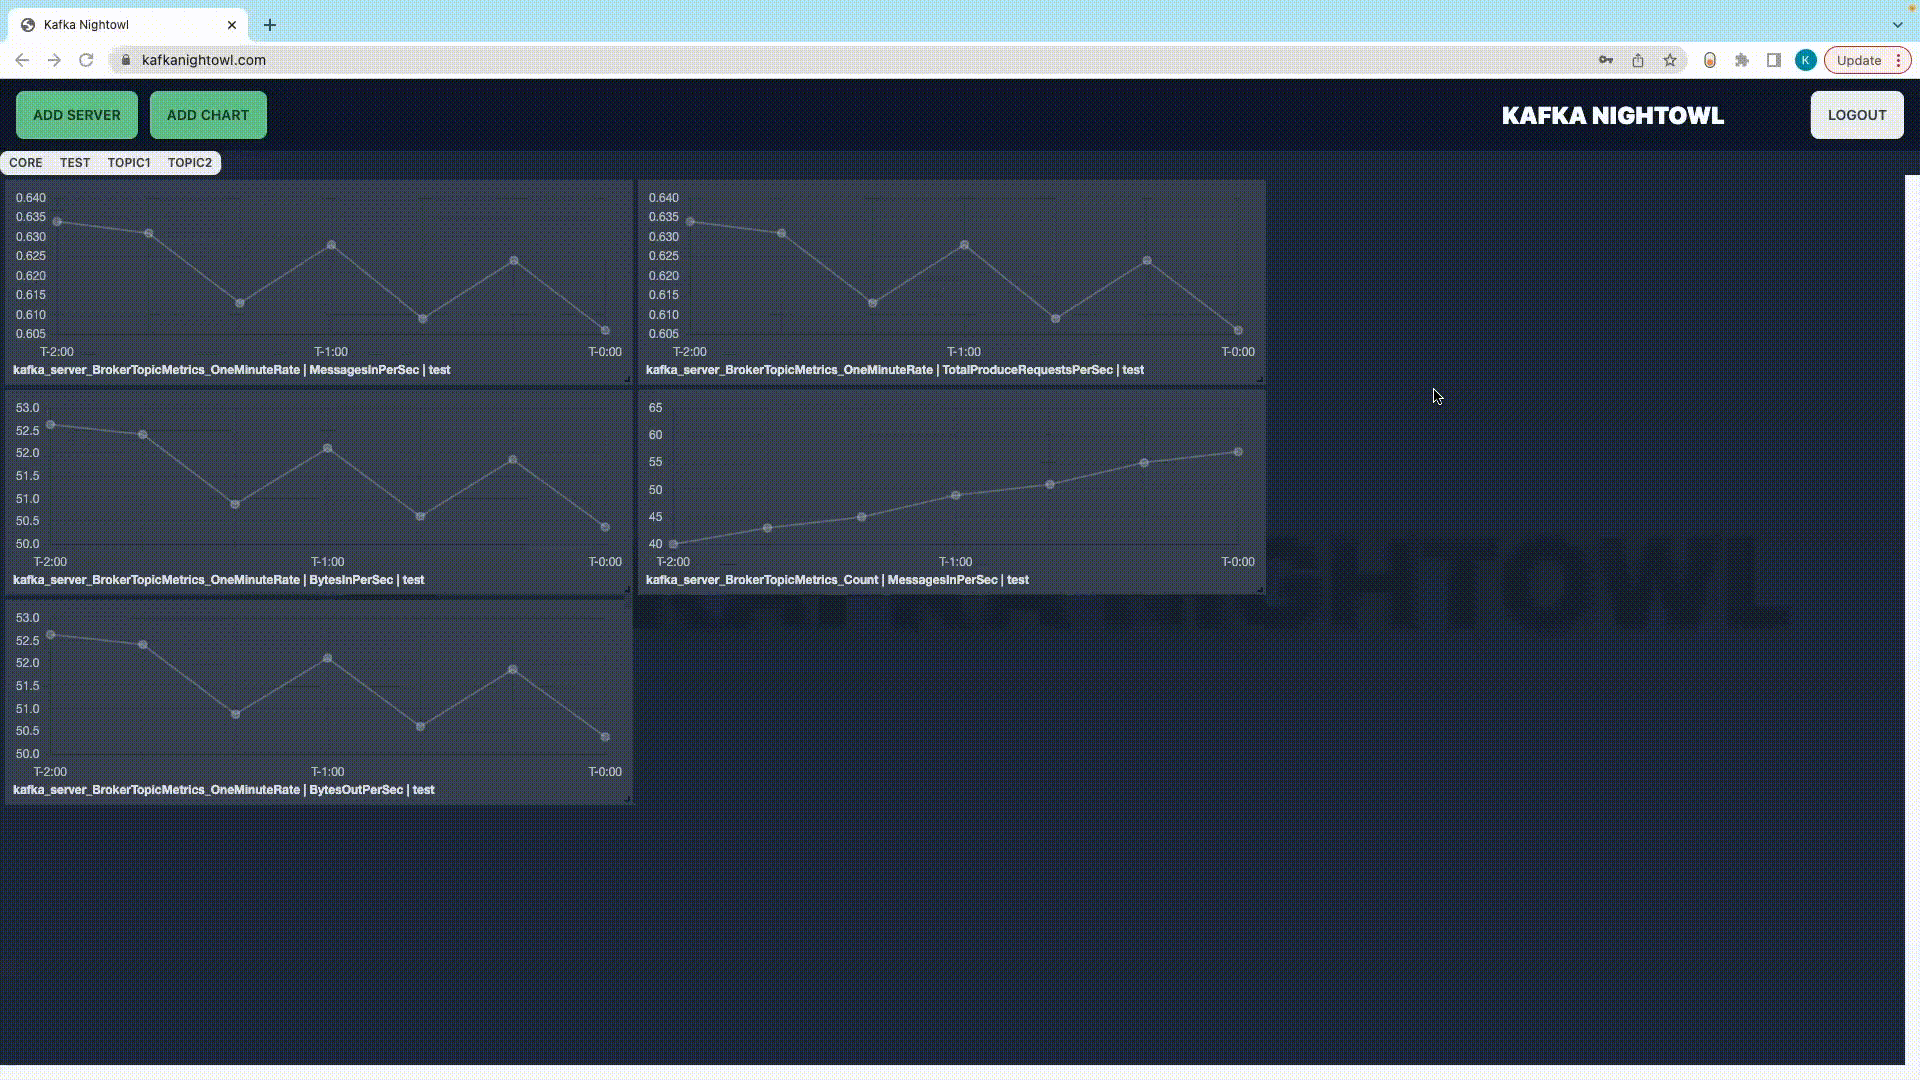 Kafka Nightowl
kafkanightowl.com
K
Update
ADD SERVER
ADD CHART
KAFKA NIGHTOWL
LOGOUT
CORE TEST TOPIC1 TOPIC2
0.640
0.635
0.630
0.625
0.620
0.615
0.610
0.605
T-2:00 T-1:00 T-0:00
kafka_server_BrokerTopicMetrics_OneMinuteRate | MessagesInPerSec | test
0.640
0.635
0.630
0.625
0.620
0.615
0.610
0.605
T-2:00 T-1:00 T-0:00
kafka_server_BrokerTopicMetrics_OneMinuteRate | TotalProduceRequestsPerSec | test
53.0
52.5
52.0
51.5
51.0
50.5
50.0
T-2:00 T-1:00 T-0:00
kafka_server_BrokerTopicMetrics_OneMinuteRate | BytesInPerSec | test
65
60
55
50
45
40
T-2:00 T-1:00 T-0:00
kafka_server_BrokerTopicMetrics_Count | MessagesInPerSec | test
KAFKA NIGHTOWL
53.0
52.5
52.0
51.5
51.0
50.5
50.0
T-2:00 T-1:00 T-0:00
kafka_server_BrokerTopicMetrics_OneMinuteRate | BytesOutPerSec | test